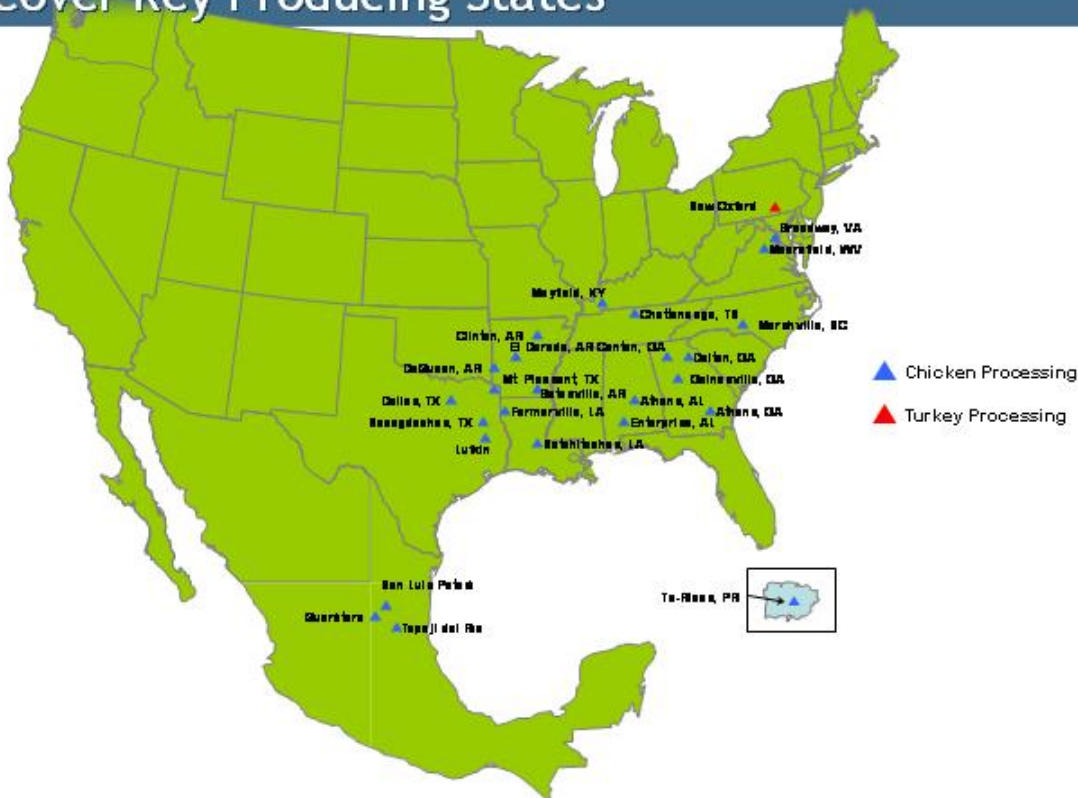 cover Key Producing States
New Oxford
Broadway, VA
Moorefield, WV
Mayfield, KY
Chattanooga, TN
Marshville, NC
Clinton, AR
El Dorado, AR
Canton, GA
Dalton, GA
DeQueen, AR
Mt Pleasant, TX
Gainesville, GA
Batesville, AR
Dallas, TX
Athens, AL
Farmerville, LA
Athens, GA
Nacogdoches, TX
Enterprise, AL
Lufkin
Natchitoches, LA
Chicken Processing
Turkey Processing
San Luis Potosi
Querétaro
Tepeji del Rio
PR